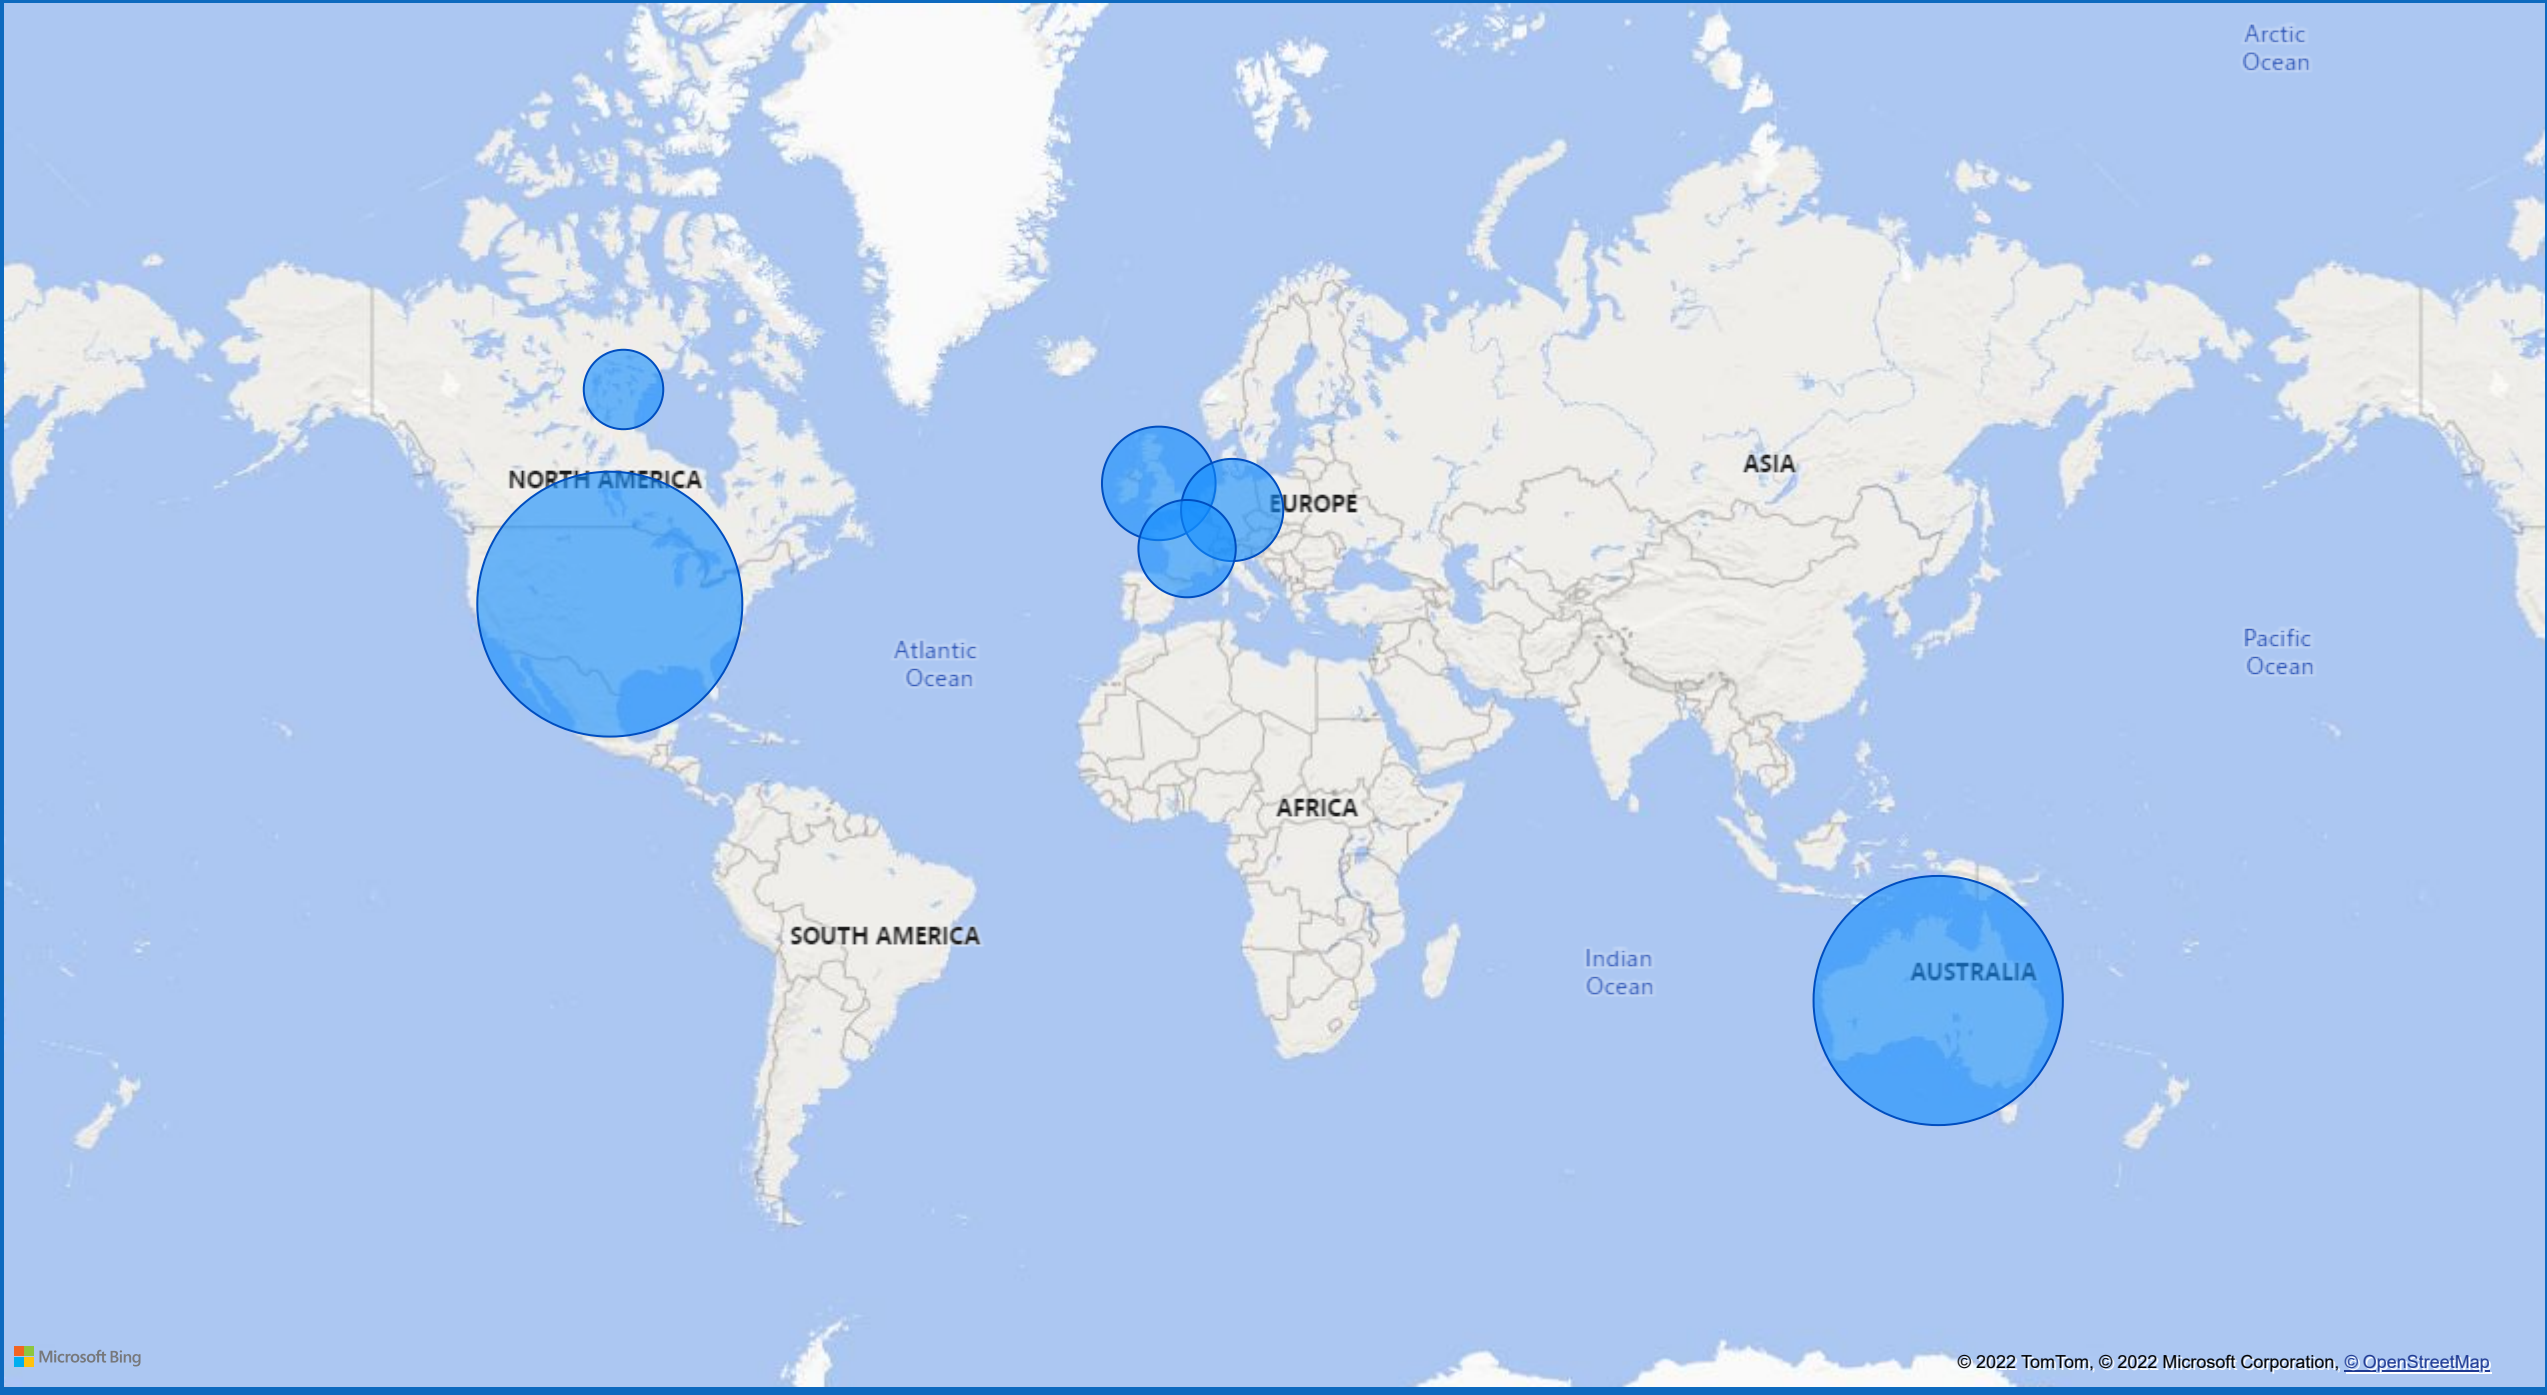 Arctic
Ocean
NORTH AMERICA
ASIA
EUROPE
Atlantic
Ocean
Pacific
Ocean
AFRICA
SOUTH AMERICA
Indian
Ocean
AUSTRALIA
Microsoft Bing
© 2022 TomTom, © 2022 Microsoft Corporation, © OpenStreetMap